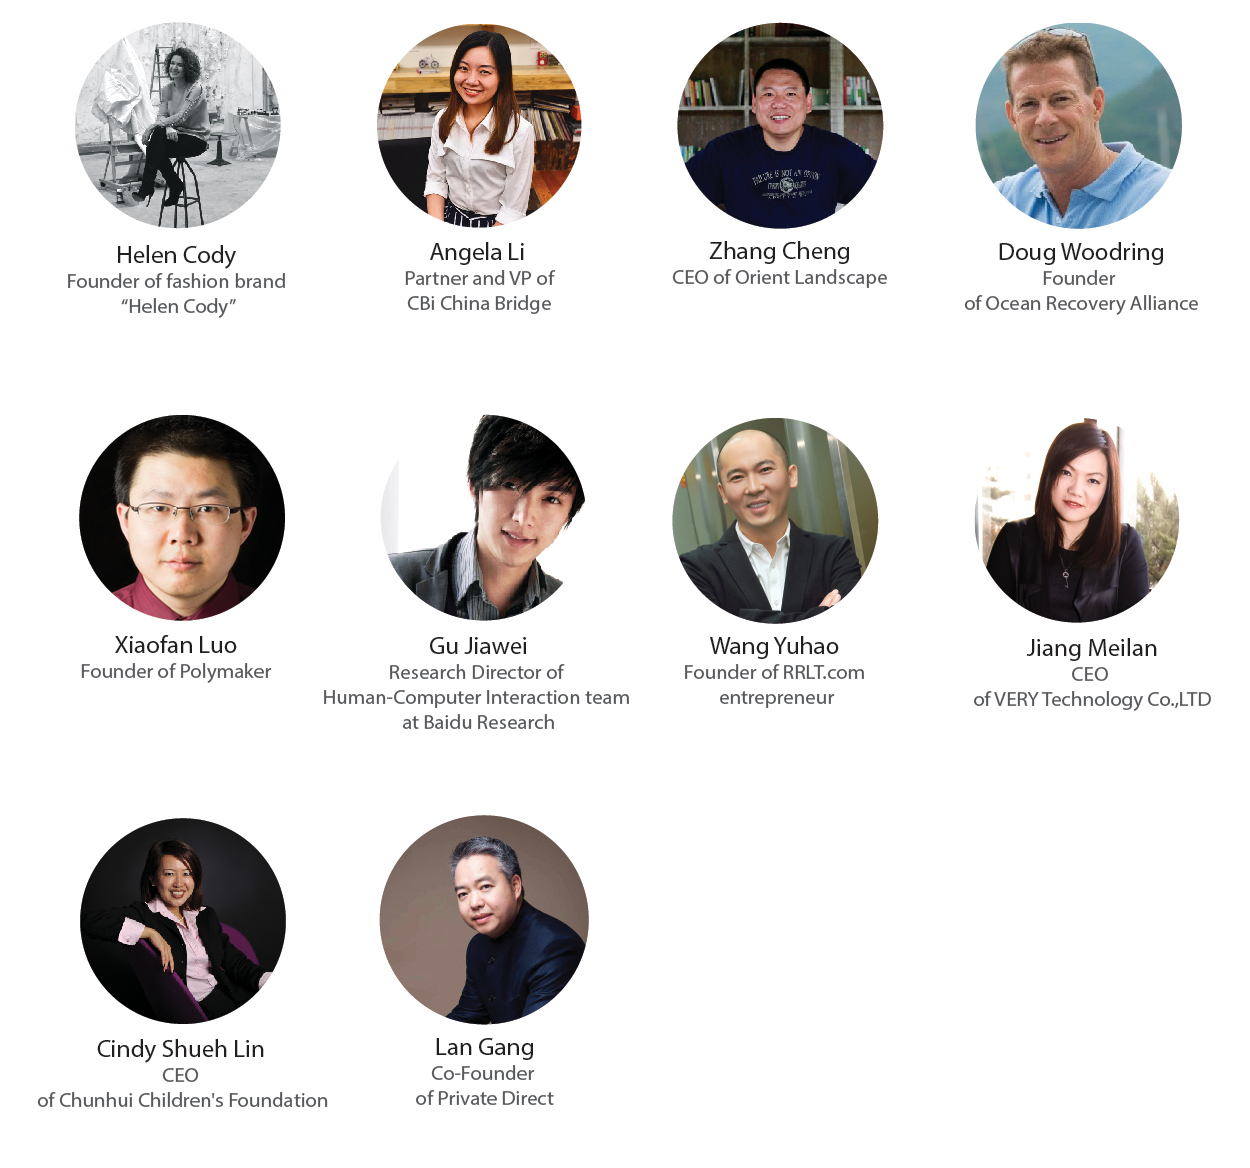 Helen Cody
Founder of fashion brand
“Helen Cody”
Angela Li
Partner and VP of
CBi China Bridge
Zhang Cheng
CEO of Orient Landscape
Doug Woodring
Founder
of Ocean Recovery Alliance
Xiaofan Luo
Founder of Polymaker
Gu Jiawei
Research Director of
Human-Computer Interaction team
at Baidu Research
Wang Yuhao
Founder of RRLT.com
entrepreneur
Jiang Meilan
CEO
of VERY Technology Co.,LTD
Cindy Shueh Lin
CEO
of Chunhui Children's Foundation
Lan Gang
Co-Founder
of Private Direct